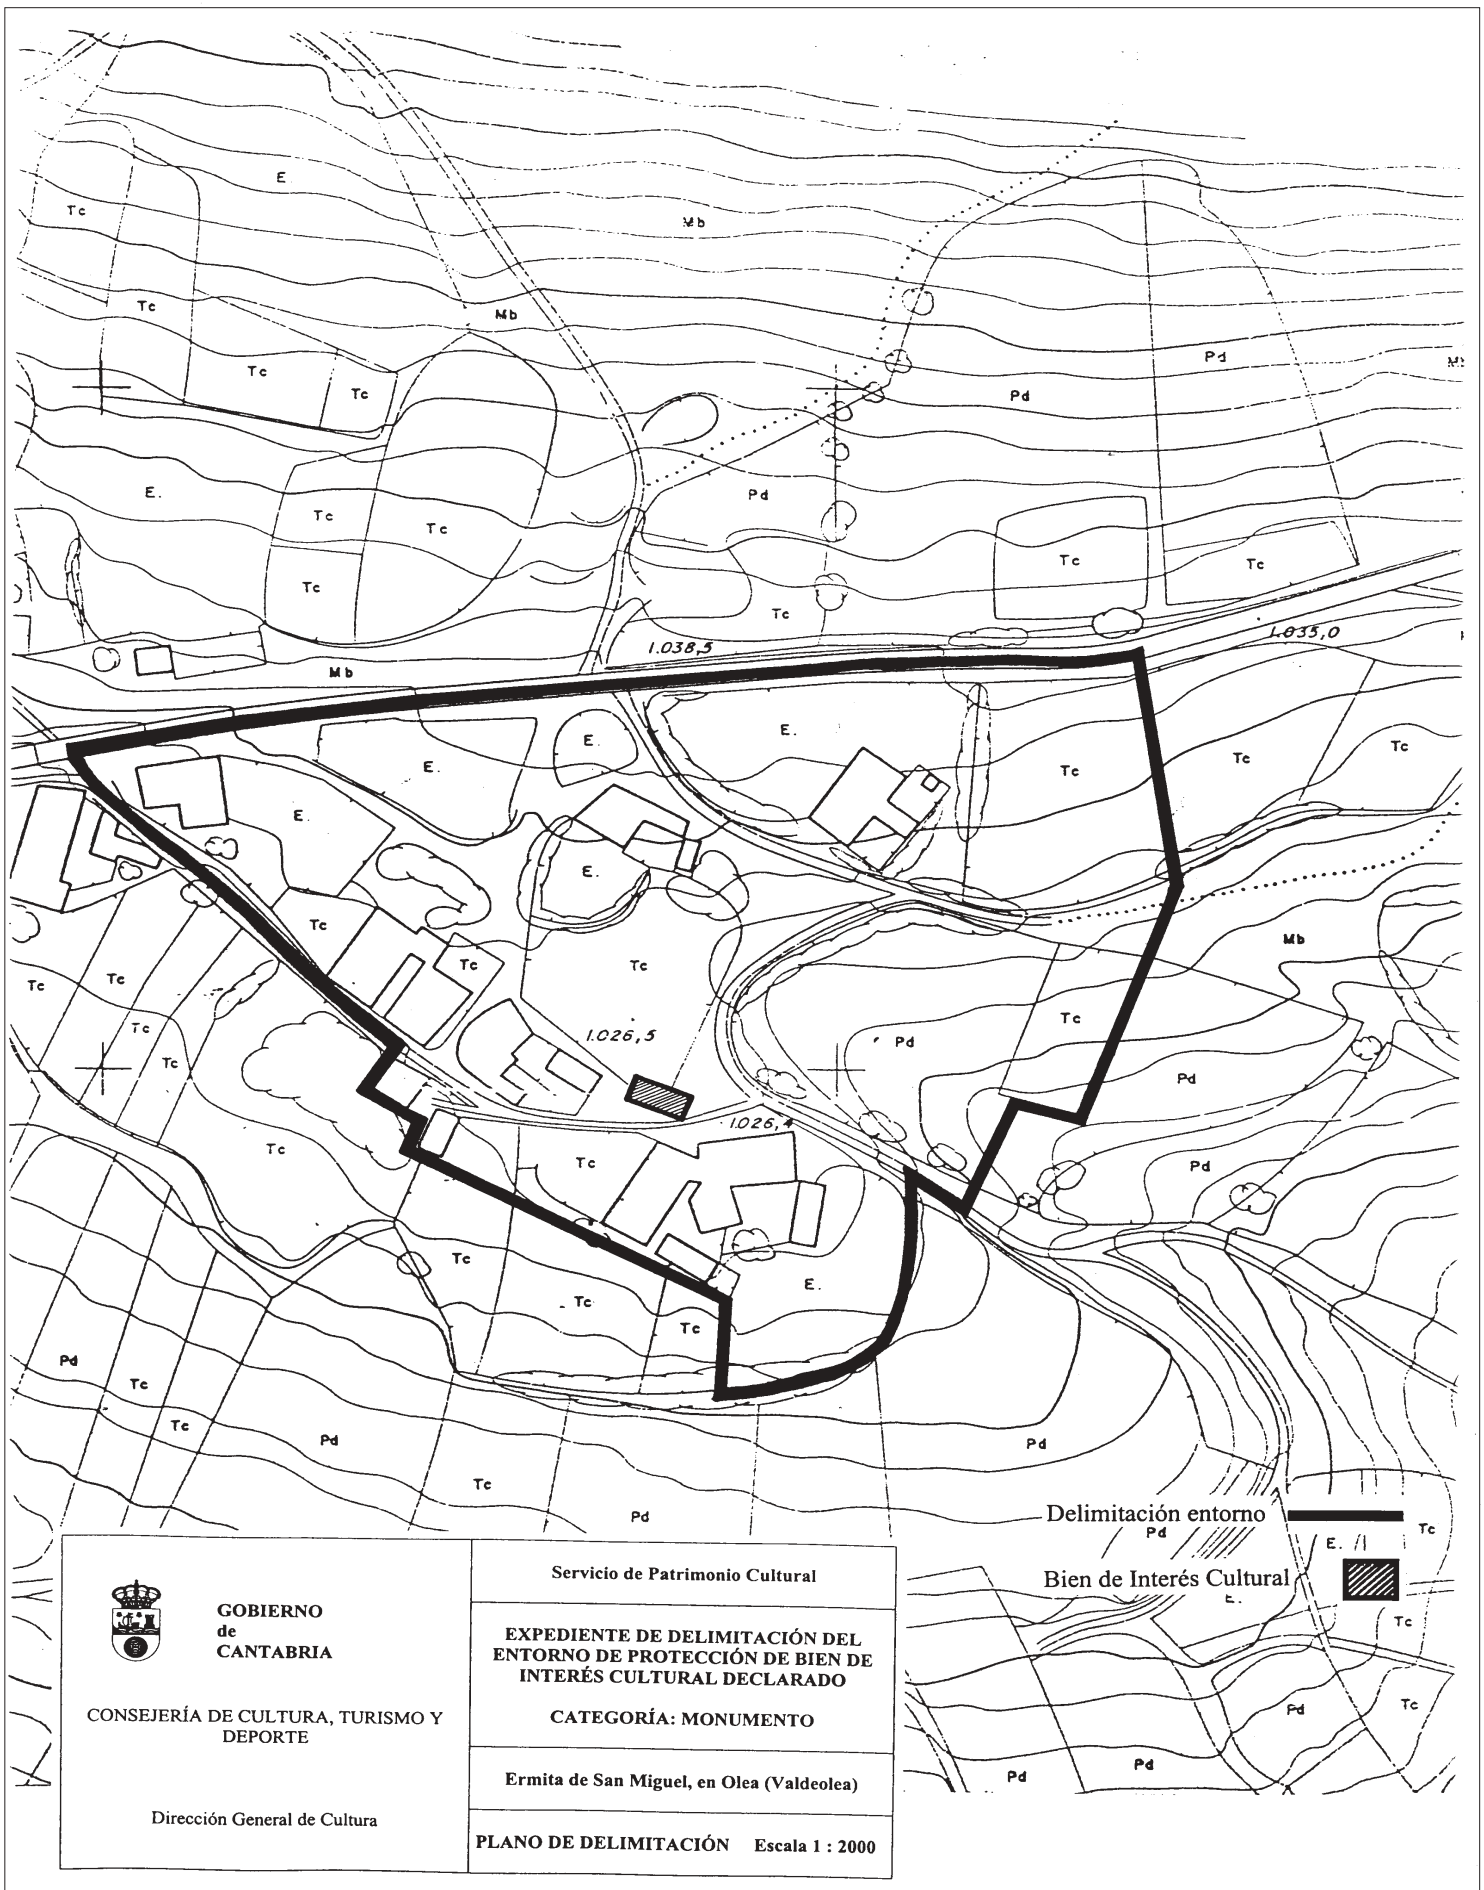 E
Tc
Mb
Tc
Mb
Pd
Mb
Tc
Tc
Pd
E.
Pd
Tc
Tc
Tc
Tc
Tc
Tc
1.038,5
1.035,0
Mb
E.
E.
E.
Tc
Tc
Tc
E.
E.
Tc
Tc
Tc
Mb
Tc
Tc
Tc
1.026,5
Tc
Pd
Tc
Pd
1.026,4
Tc
Tc
Pd
Tc
E.
Tc
Tc
Pd
Tc
Tc
Pd
Pd
Tc
Pd
Delimitación entorno
Pd
E.
Tc
Bien de Interés Cultural
E.
Tc
Pd
Tc
Pd
Pd
GOBIERNO
de
CANTABRIA
CONSEJERÍA DE CULTURA, TURISMO Y
DEPORTE
Dirección General de Cultura
Servicio de Patrimonio Cultural
EXPEDIENTE DE DELIMITACIÓN DEL
ENTORNO DE PROTECCIÓN DE BIEN DE
INTERÉS CULTURAL DECLARADO
CATEGORÍA: MONUMENTO
Ermita de San Miguel, en Olea (Valdeolea)
PLANO DE DELIMITACIÓN Escala 1 : 2000